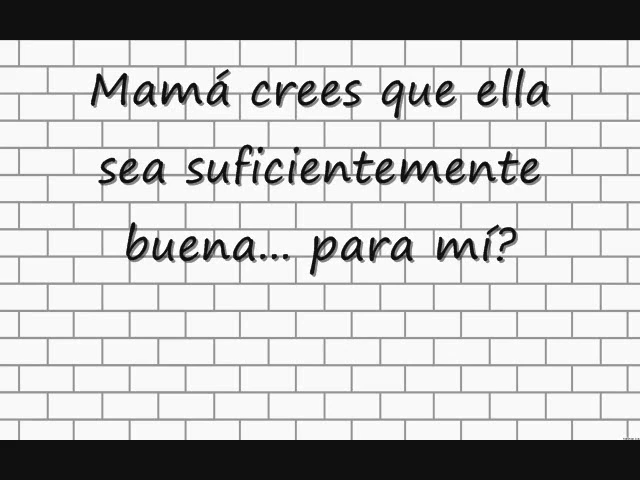 Mamá crees que ella
sea suficientemente
buena... para mí?